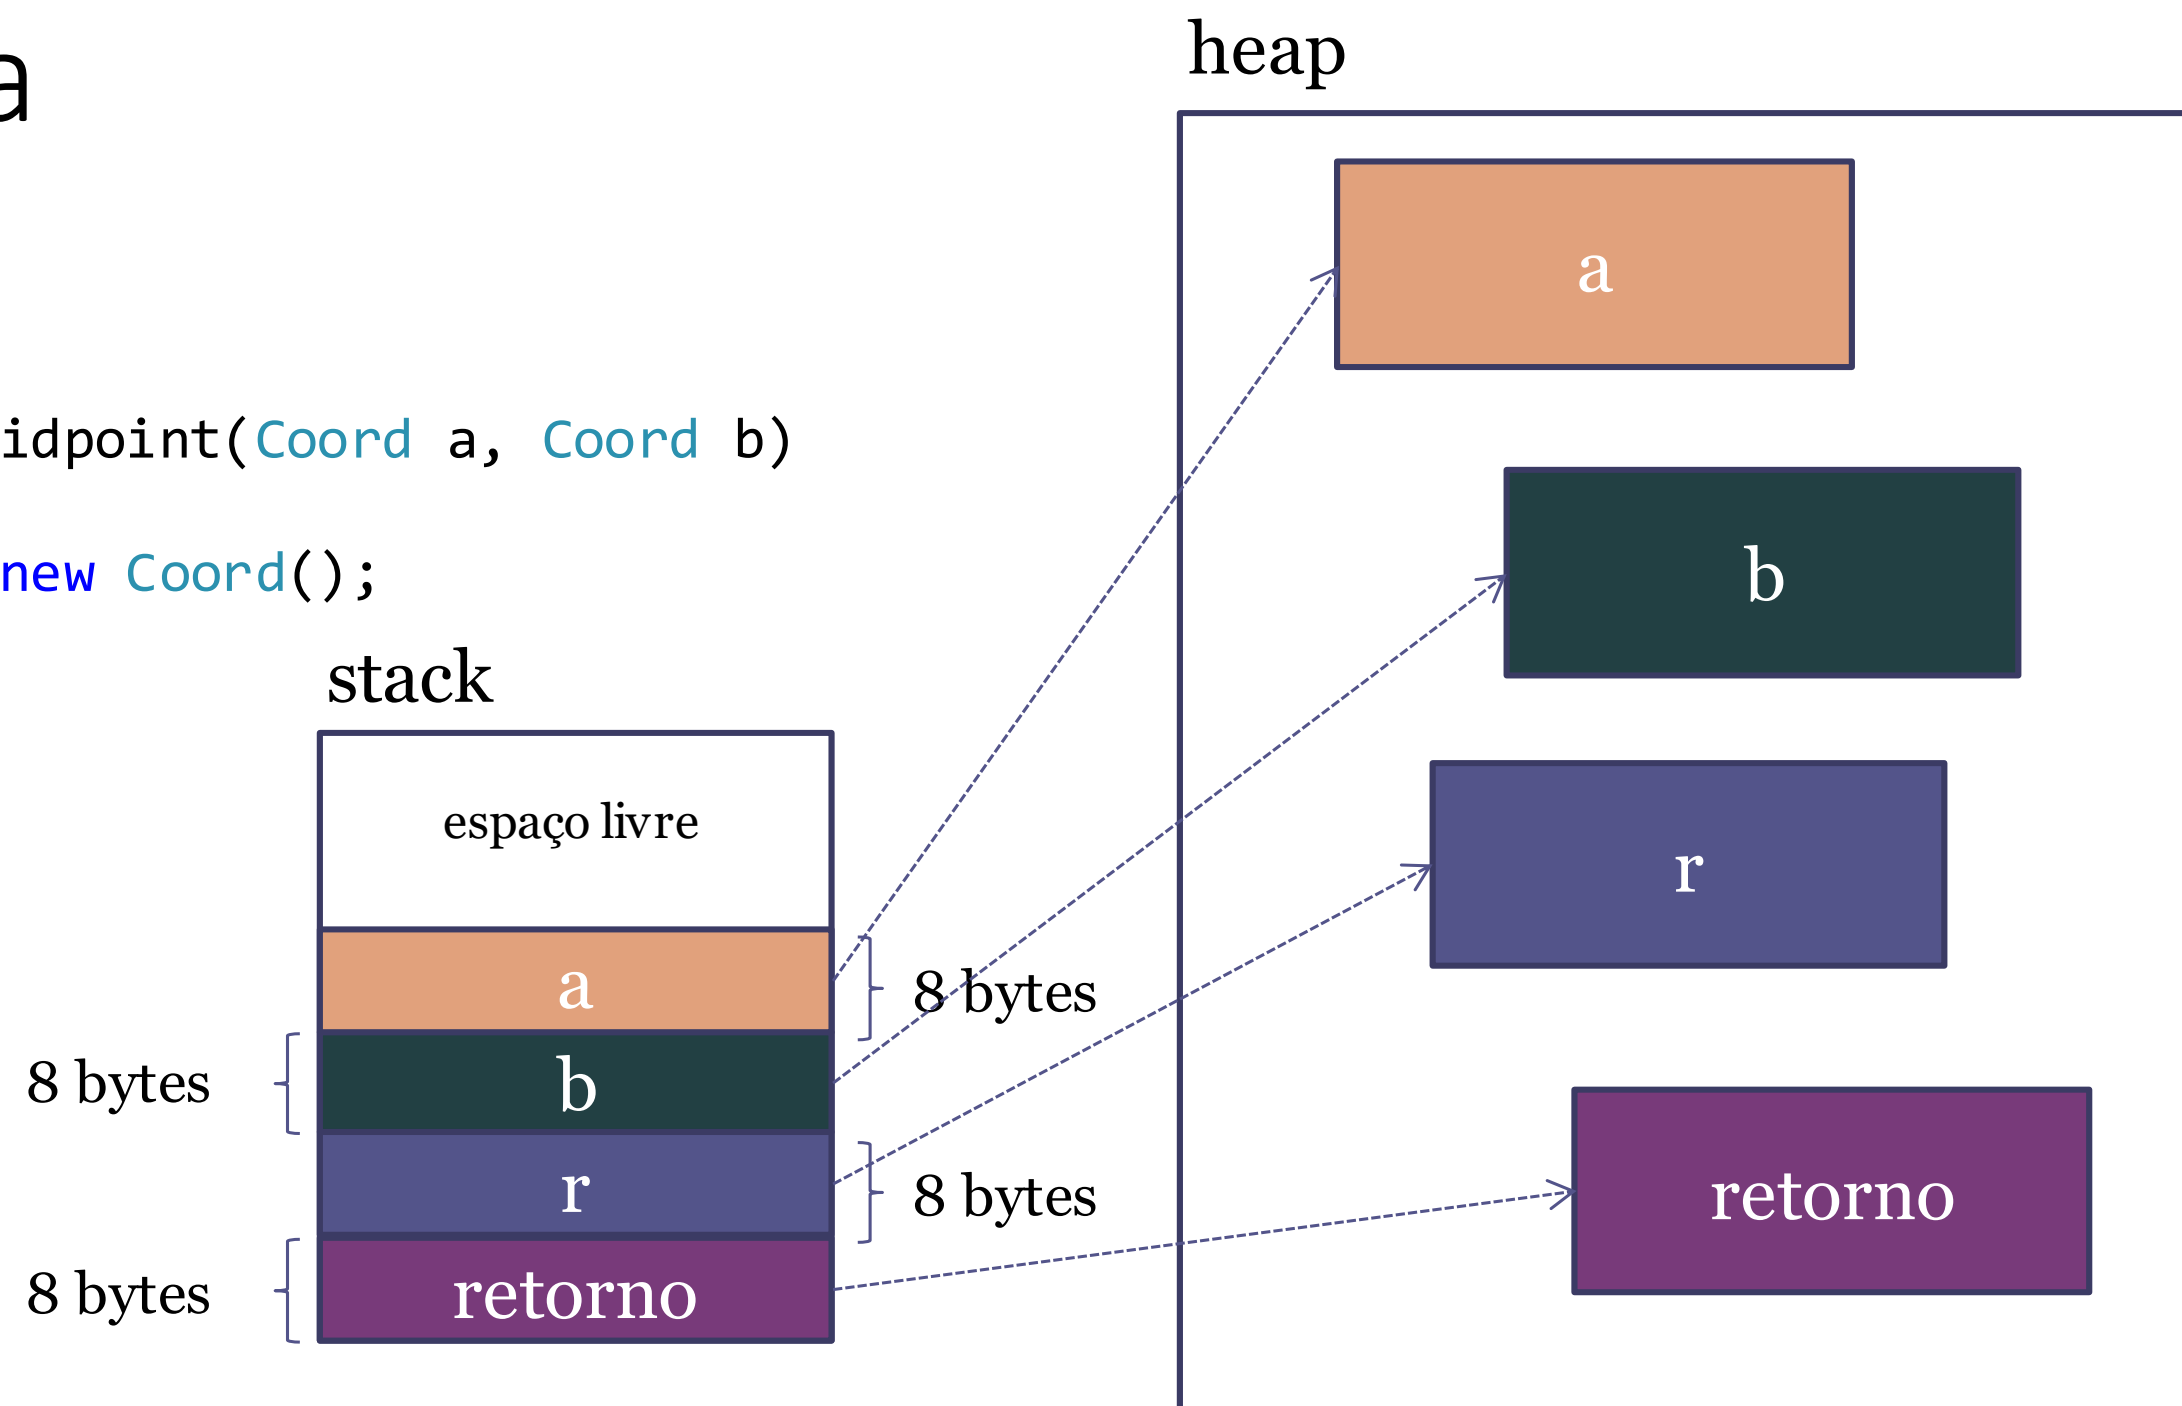 a
heap
a
idpoint(Coord a, Coord b)
b
new Coord();
stack
espaço livre
r
a
8 bytes
8 bytes
b
r
8 bytes
retorno
8 bytes
retorno